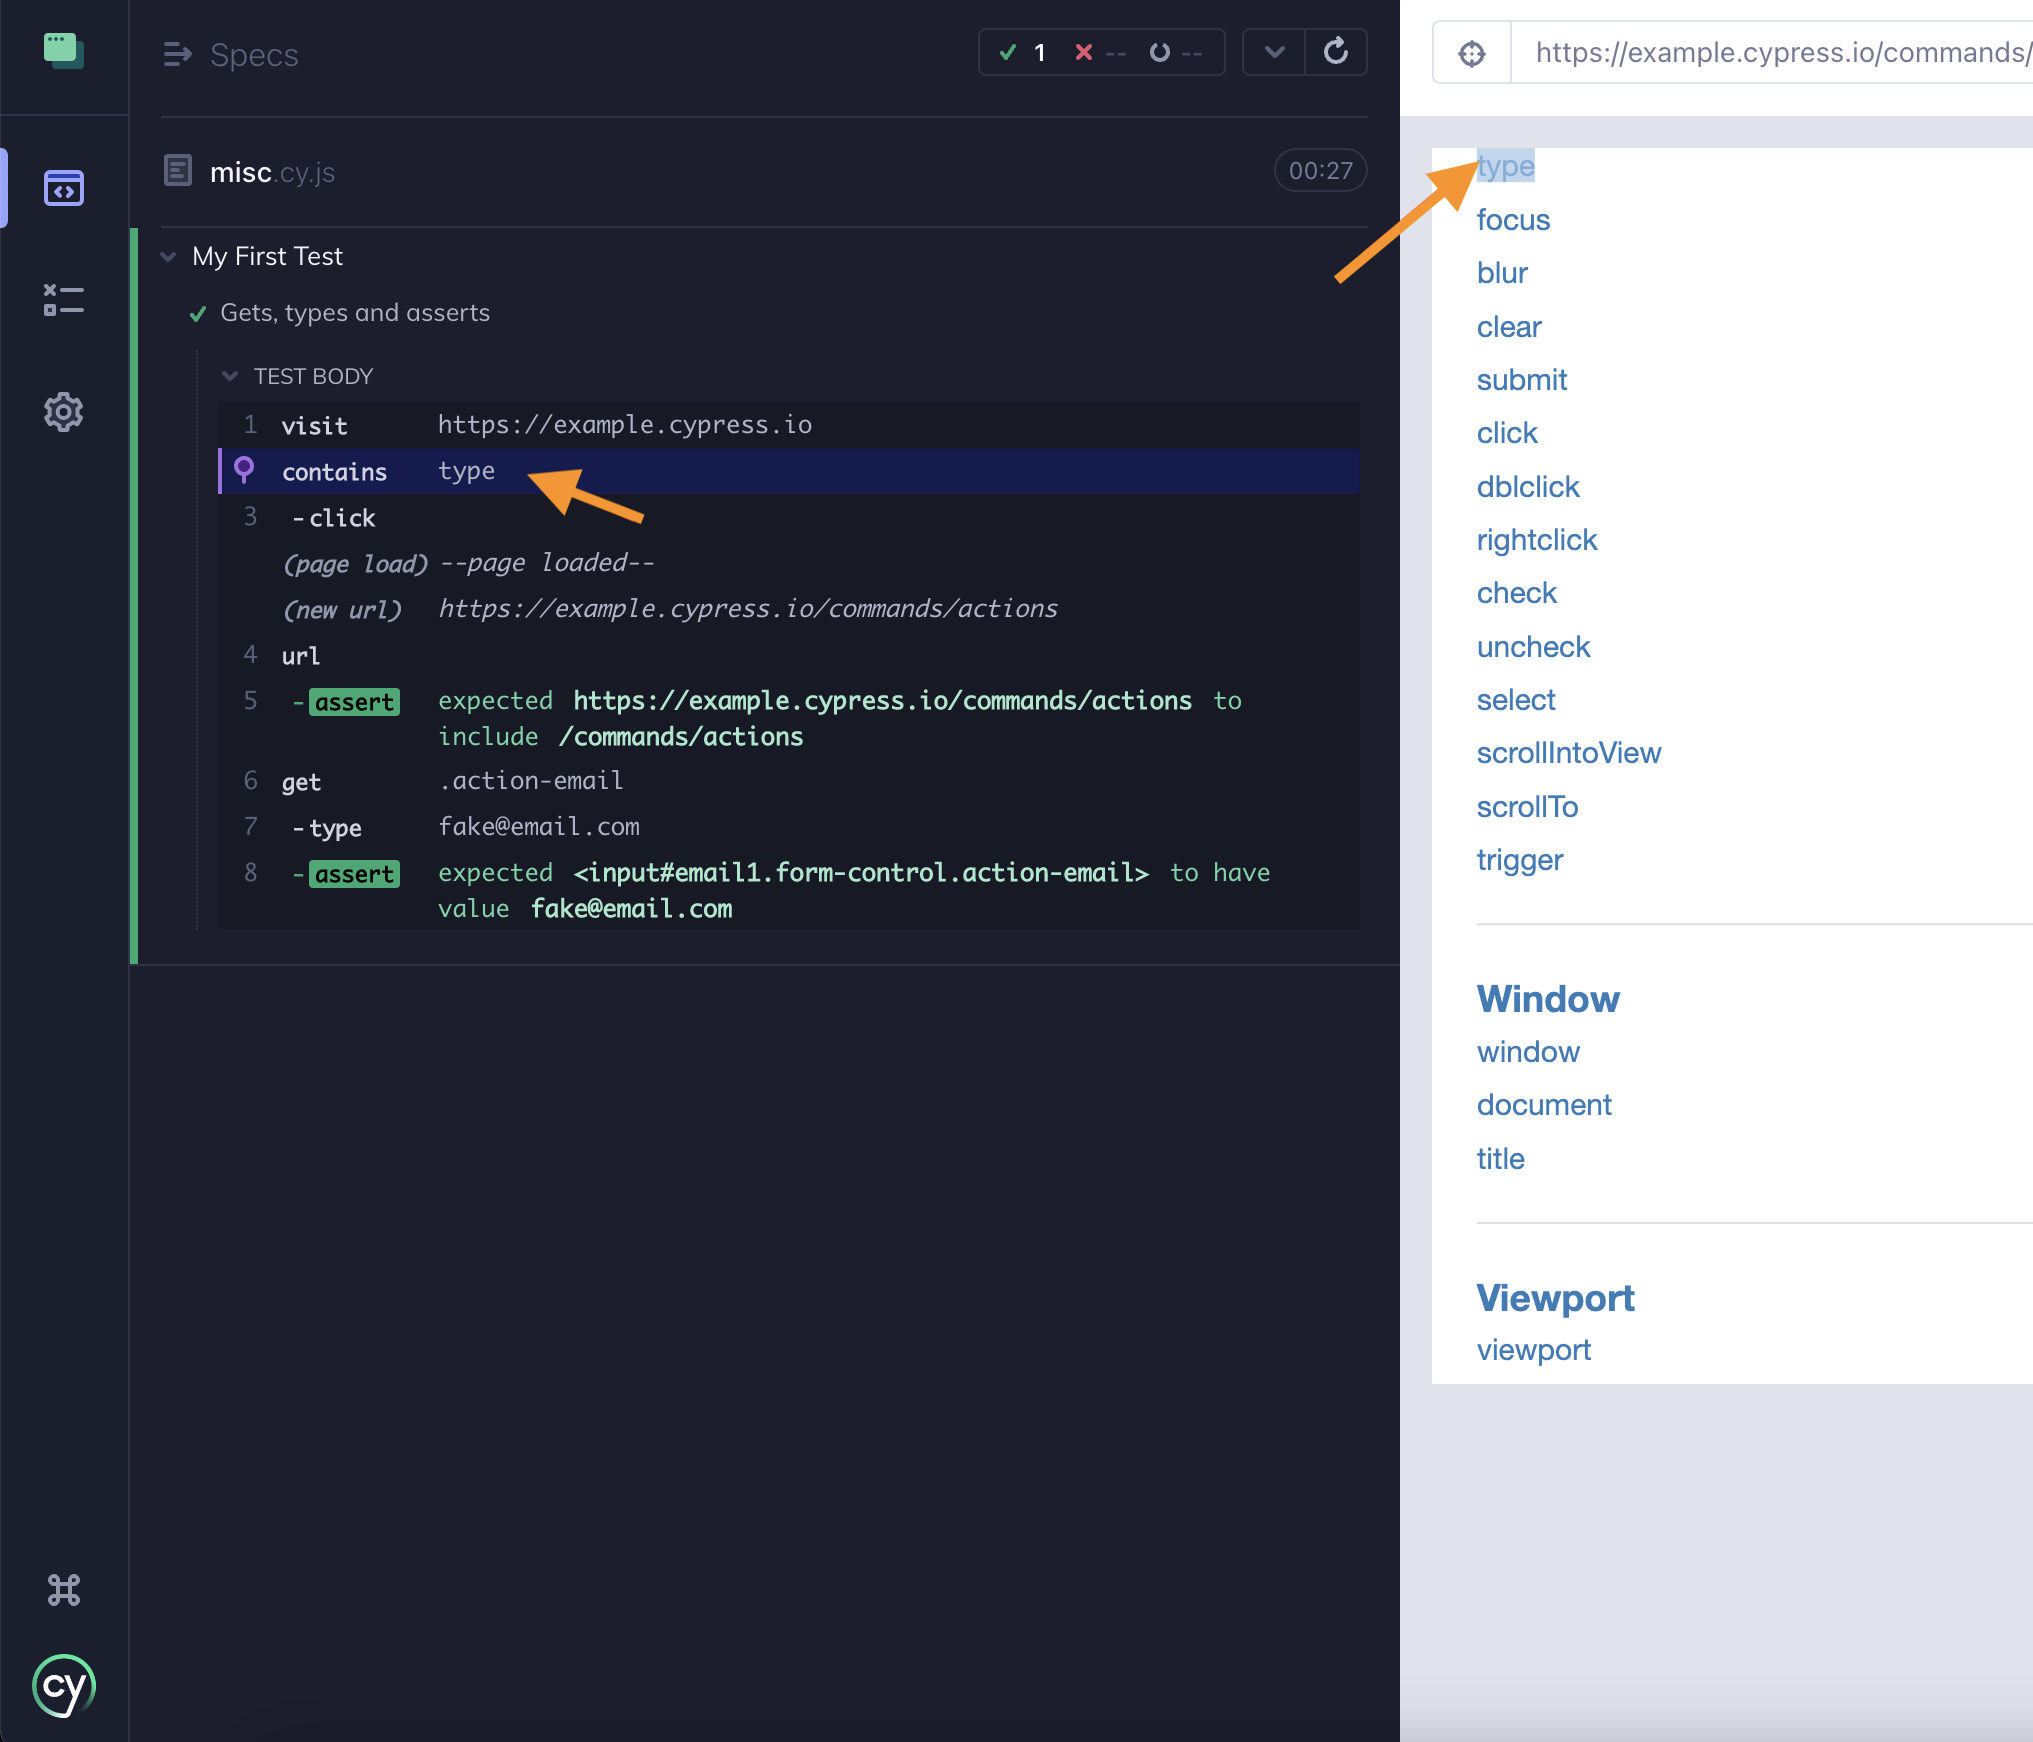 Specs
1 -- --
misc.cy.js 00:27
My First Test
Gets, types and asserts
TEST BODY
1 visit https://example.cypress.io
contains type
3 -click
(page load) --page loaded--
(new url) https://example.cypress.io/commands/actions
4 url
5 -assert expected https://example.cypress.io/commands/actions to
include /commands/actions
6 get .action-email
7 -type fake@email.com
8 -assert expected <input#email1.form-control.action-email> to have
value fake@email.com
cy
https://example.cypress.io/commands/
type
focus
blur
clear
submit
click
dblclick
rightclick
check
uncheck
select
scrollIntoView
scrollTo
trigger
Window
window
document
title
Viewport
viewport